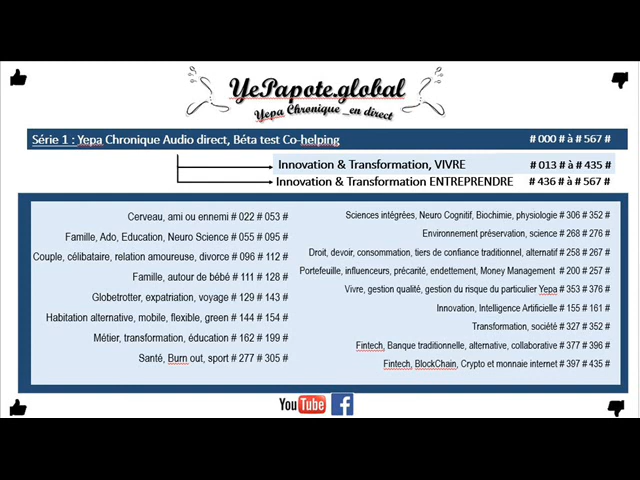 YePapote.global
Yepa Chronique _en direct
Série 1 : Yepa Chronique Audio direct, Béta test Co-helping # 000 # à # 567 #
Innovation & Transformation, VIVRE # 013 # à # 435 #
Innovation & Transformation ENTREPRENDRE # 436 # à # 567 #
Cerveau, ami ou ennemi # 022 # 053 #
Famille, Ado, Education, Neuro Science # 055 # 095 #
Couple, célibataire, relation amoureuse, divorce # 096 # 112 #
Famille, autour de bébé # 111 # 128 #
Globetrotter, expatriation, voyage # 129 # 143 #
Habitation alternative, mobile, flexible, green # 144 # 154 #
Métier, transformation, éducation # 162 # 199 #
Santé, Burn out, sport # 277 # 305 #
Sciences intégrées, Neuro Cognitif, Biochimie, physiologie # 306 # 352 #
Environnement préservation, science # 268 # 276 #
Droit, devoir, consommation, tiers de confiance traditionnel, alternatif # 258 # 267 #
Portefeuille, influenceurs, précarité, endettement, Money Management # 200 # 257 #
Vivre, gestion qualité, gestion du risque du particulier Yepa # 353 # 376 #
Innovation, Intelligence Artificielle # 155 # 161 #
Transformation, société # 327 # 352 #
Fintech, Banque traditionnelle, alternative, collaborative # 377 # 396 #
Fintech, BlockChain, Crypto et monnaie internet # 397 # 435 #
YouTube f